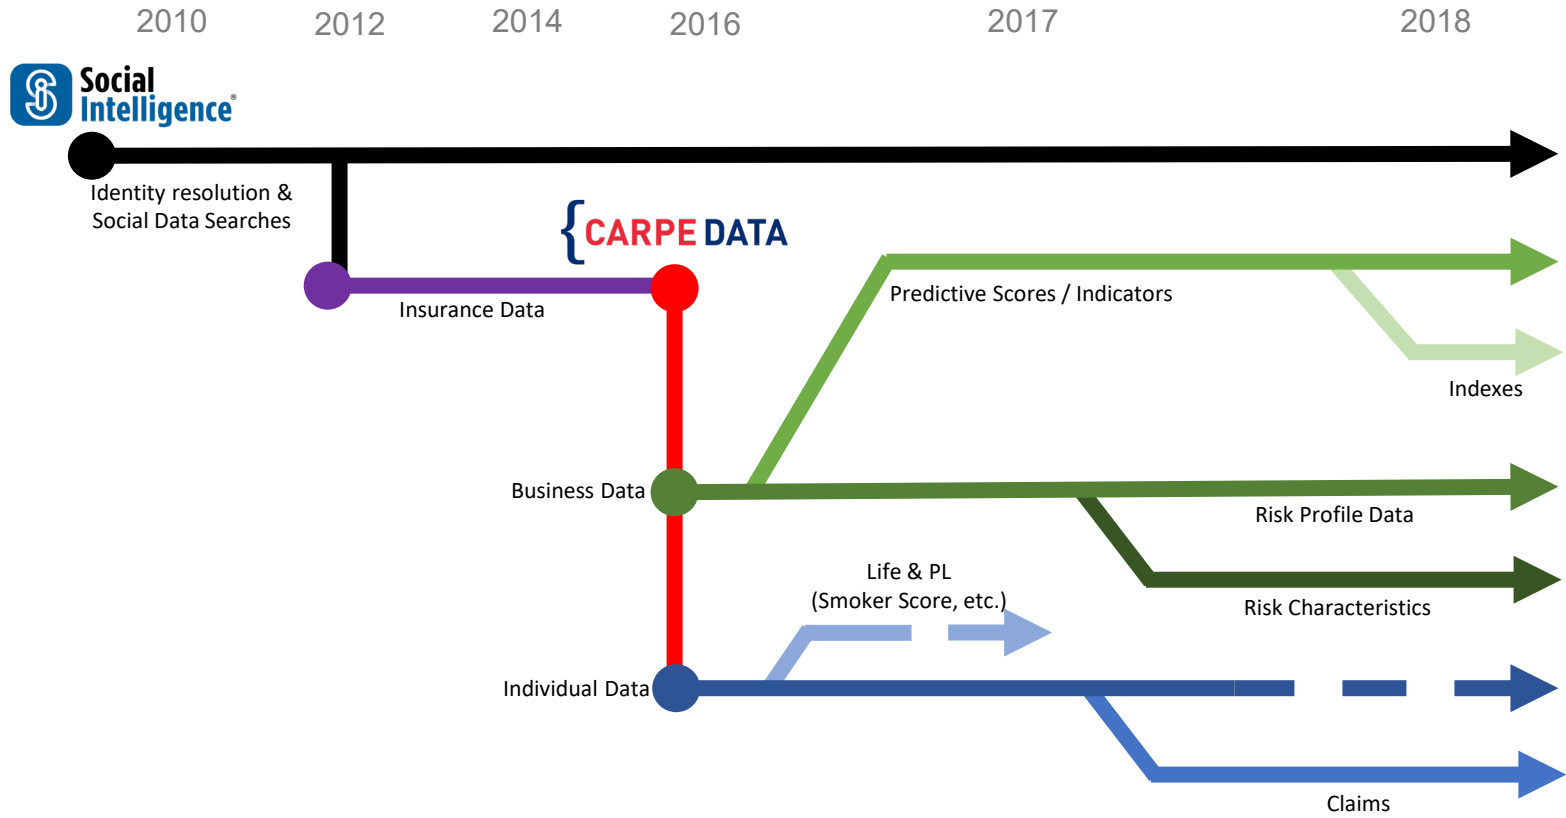 2010 2012 2014 2016 2017 2018
Social
Intelligence®
Identity resolution &
Social Data Searches
{CARPE DATA
Insurance Data
Predictive Scores / Indicators
Indexes
Business Data
Risk Profile Data
Life & PL
(Smoker Score, etc.)
Risk Characteristics
Individual Data
Claims